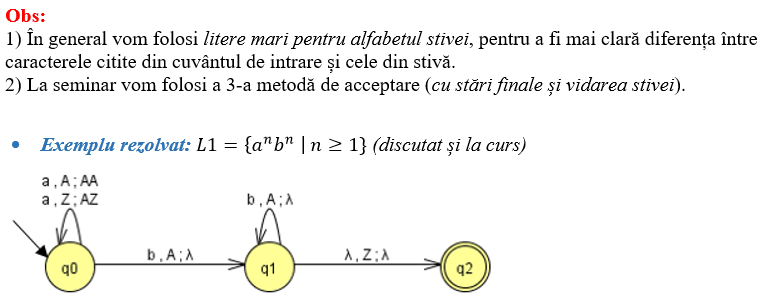 Obs:
1) În general vom folosi litere mari pentru alfabetul stivei, pentru a fi mai clară diferența între
caracterele citite din cuvântul de intrare și cele din stivă.
2) La seminar vom folosi a 3-a metodă de acceptare (cu stări finale și vidarea stivei).
• Exemplu rezolvat: L1 = {aⁿbⁿ | n ≥ 1} (discutat și la curs)
a , A ; AA
a , Z ; AZ
b , A ; λ
b , A ; λ
λ , Z ; λ
q0
q1
q2